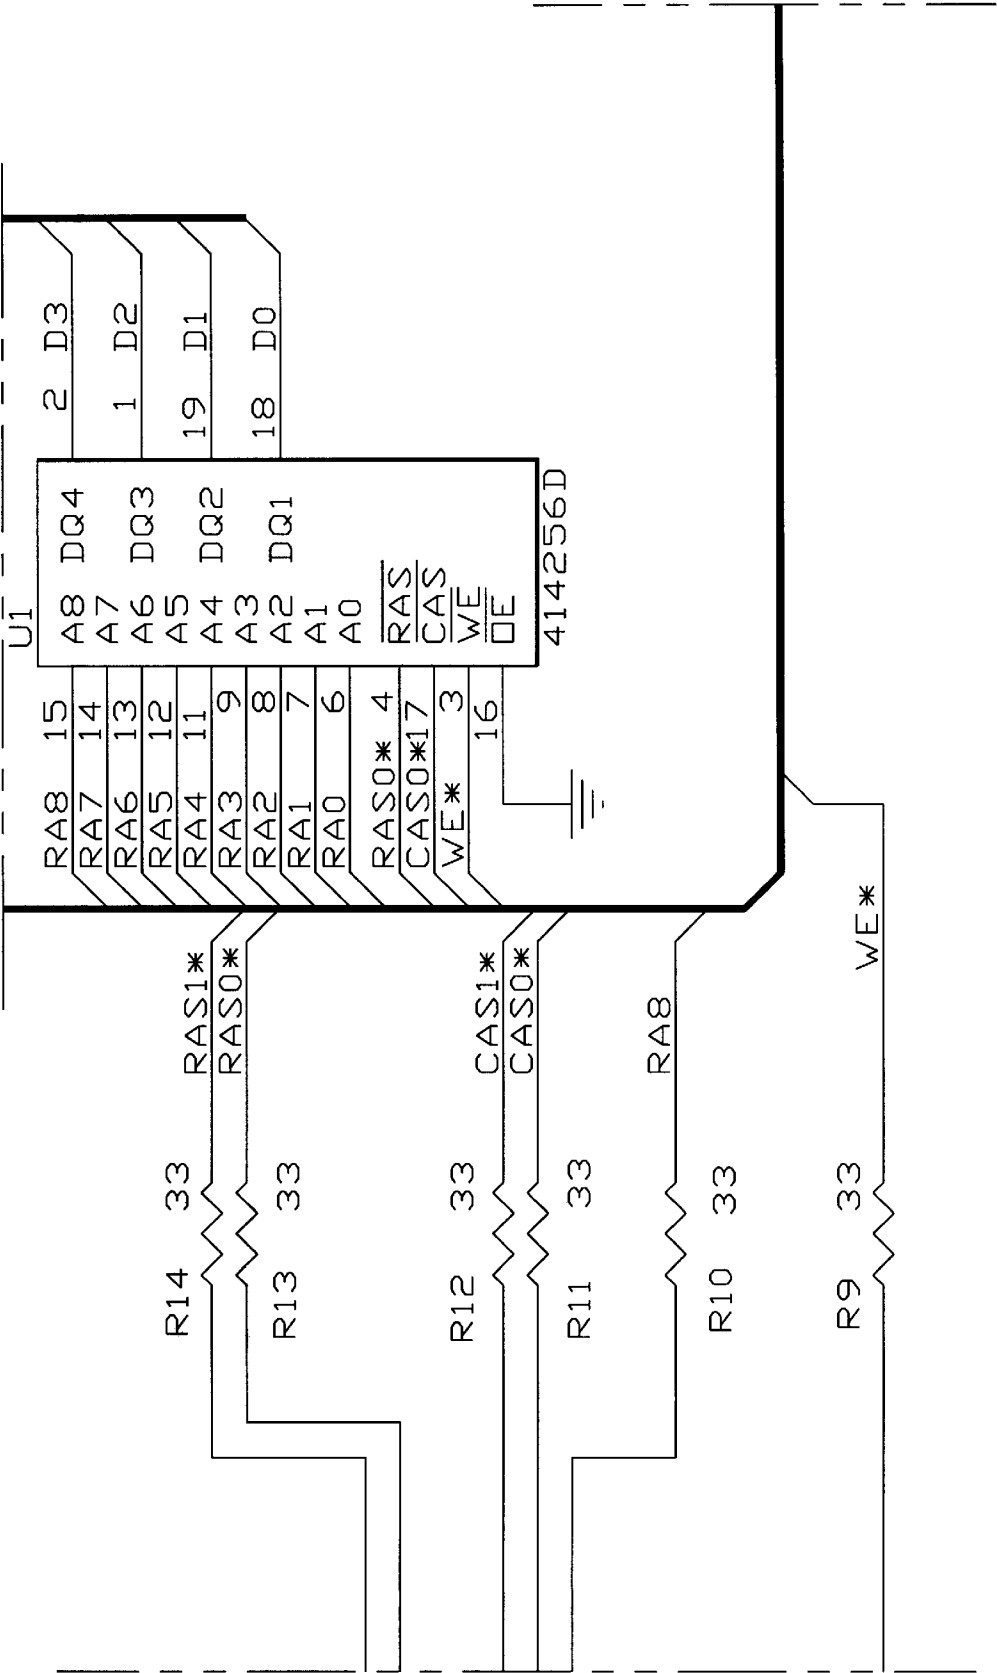 U1
RA8 15 A8 DQ4 2 D3
RA7 14 A7
RA6 13 A6 DQ3 1 D2
RA5 12 A5
RA4 11 A4 DQ2 19 D1
RA3 9 A3
RA2 8 A2 DQ1 18 D0
RA1 7 A1
RA0 6 A0
RAS0* 4 RAS
CAS0* 17 CAS
WE* 3 WE
16 OE
414256D
R14 33 RAS1*
RAS0*
R13 33
R12 33 CAS1*
CAS0*
R11 33
RA8
R10 33
R9 33 WE*